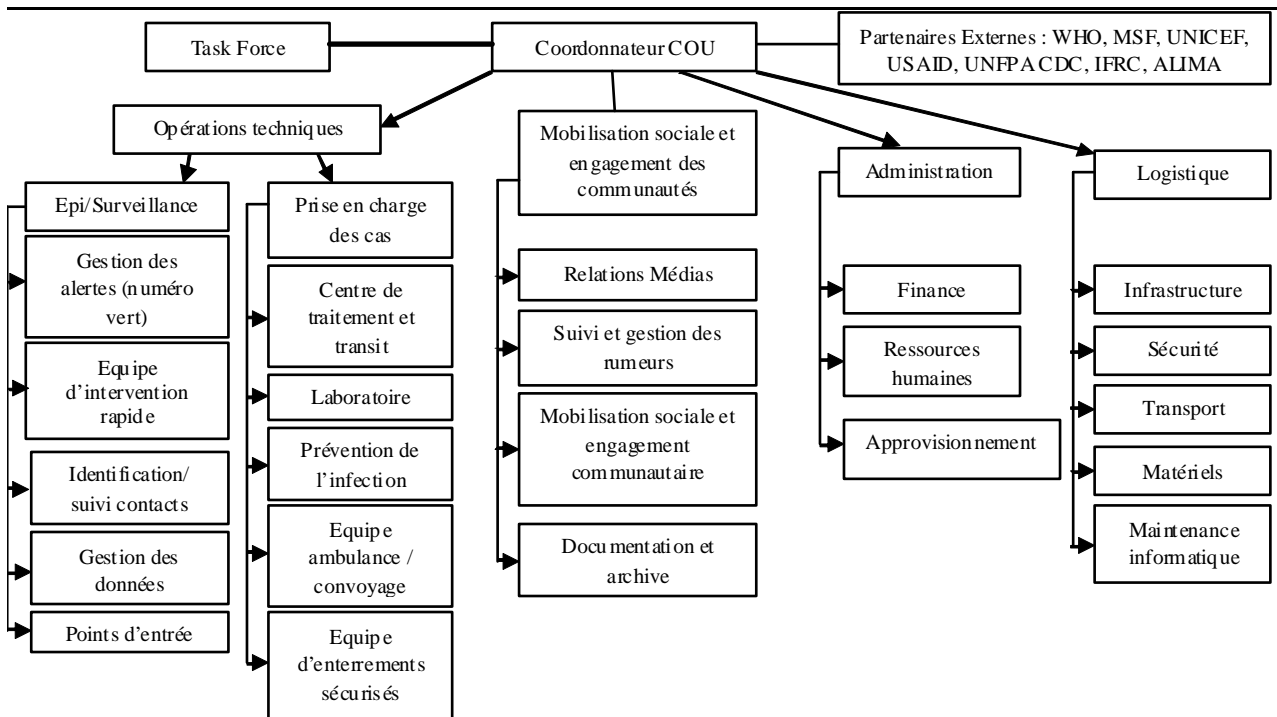 Task Force
Coordonnateur COU
Partenaires Externes : WHO, MSF, UNICEF,
USAID, UNFPA CDC, IFRC, ALIMA
Opérations techniques
Mobilisation sociale et
engagement des
communautés
Administration
Logistique
Epi/Surveillance
Gestion des
alertes (numéro
vert)
Equipe
d'intervention
rapide
Identification/
suivi contacts
Gestion des
données
Points d'entrée
Prise en charge
des cas
Centre de
traitement et
transit
Laboratoire
Prévention de
l'infection
Equipe
ambulance /
convoyage
Equipe
d'enterrements
sécurisés
Relations Médias
Suivi et gestion des
rumeurs
Mobilisation sociale et
engagement
communautaire
Documentation et
archive
Finance
Ressources
humaines
Approvisionnement
Infrastructure
Sécurité
Transport
Matériels
Maintenance
informatique